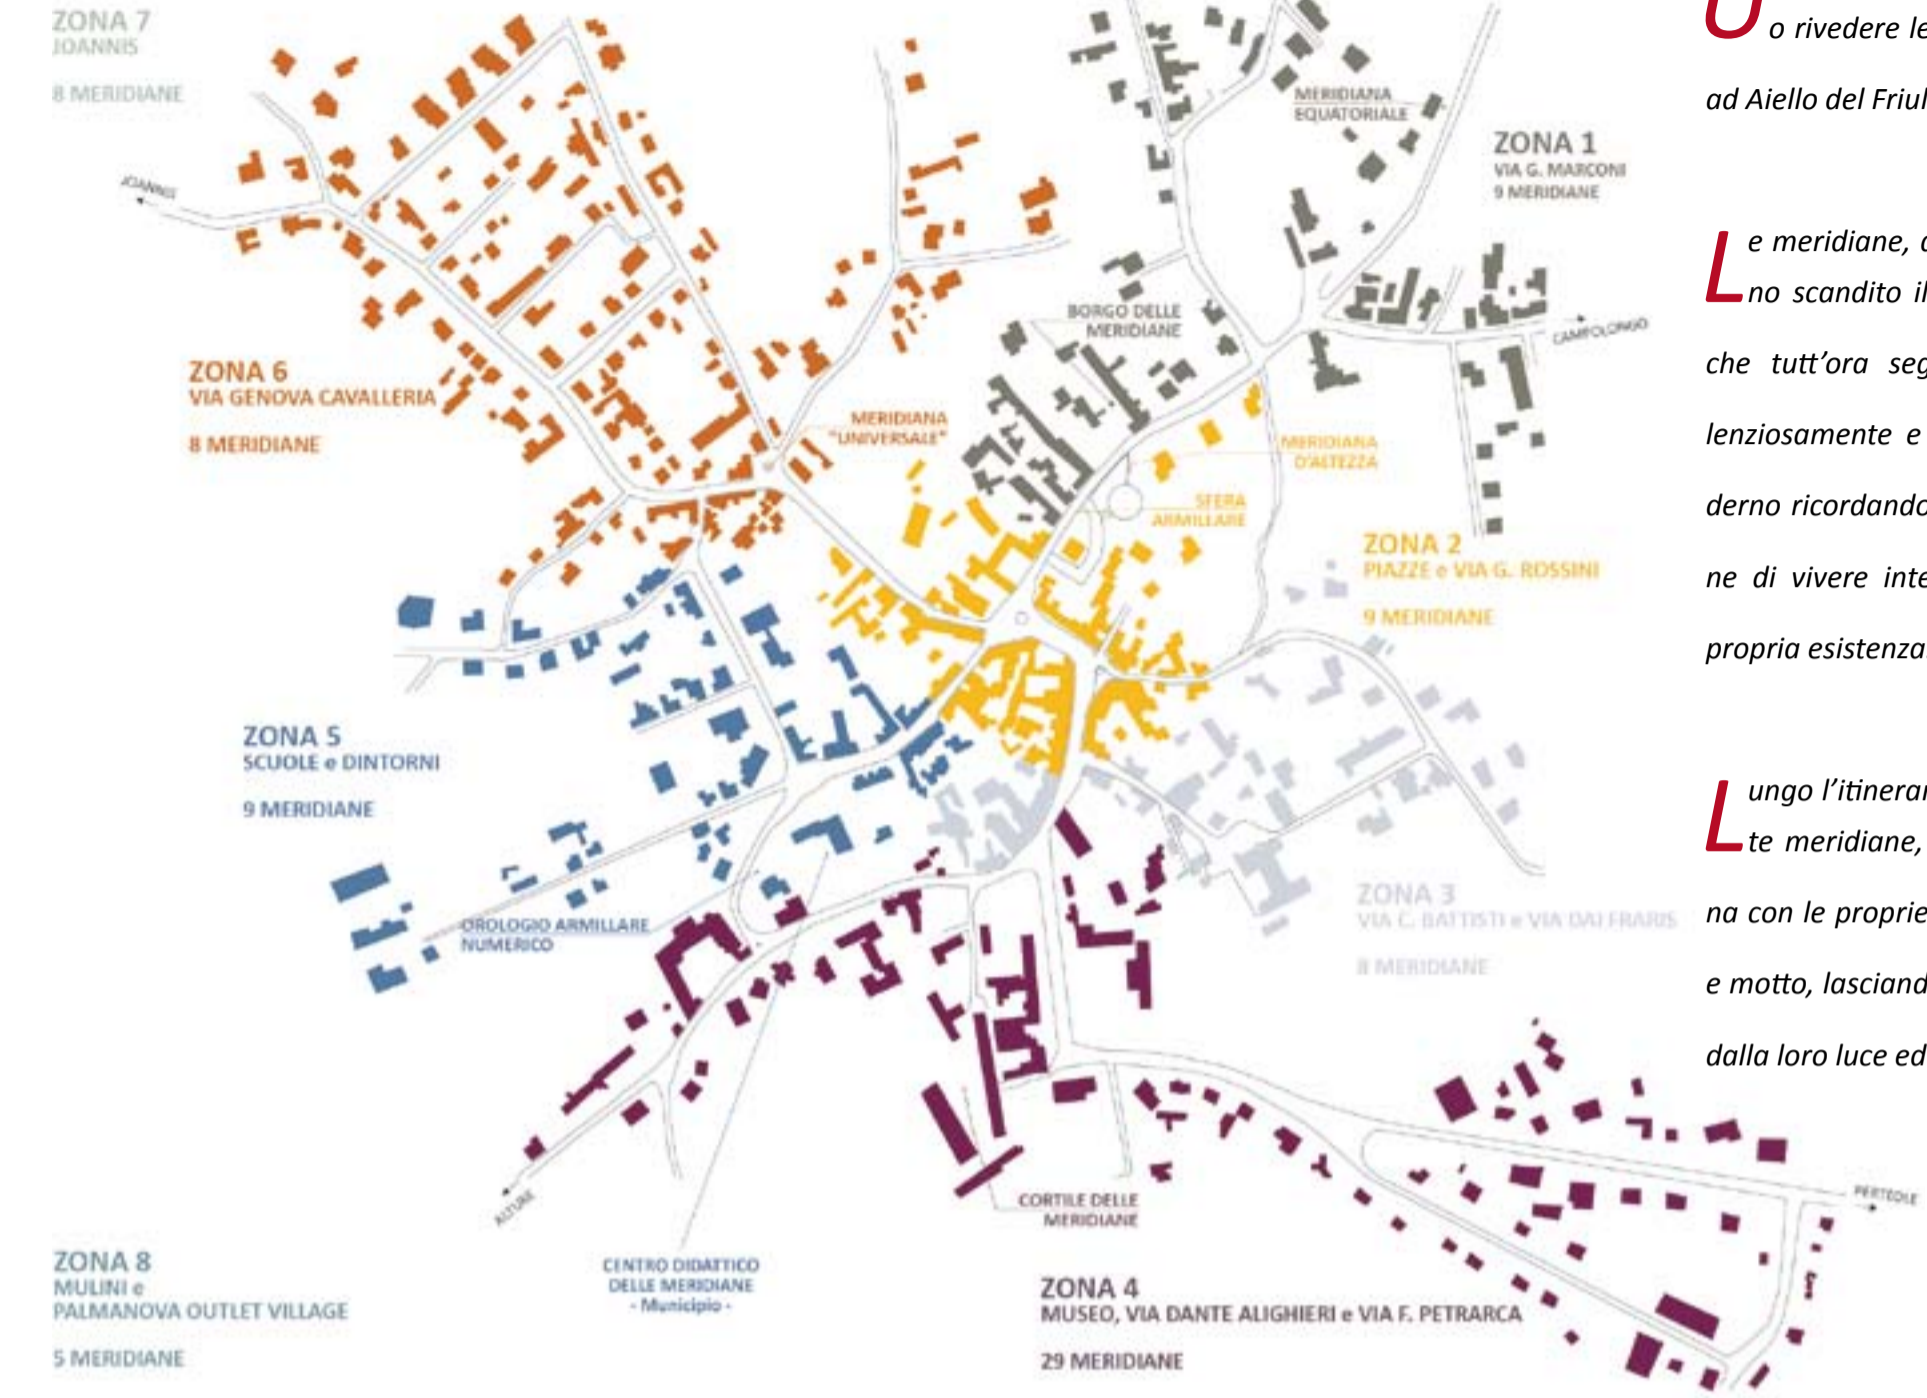 ZONA 7
JOANNIS
8 MERIDIANE
JOANNIS
MERIDIANA
EQUATORIALE
ZONA 1
VIA G. MARCONI
9 MERIDIANE
BORGO DELLE
MERIDIANE
CAMPOLONGO
ZONA 6
VIA GENOVA CAVALLERIA
8 MERIDIANE
MERIDIANA
"UNIVERSALE"
MERIDIANA
D'ALTEZZA
SFERA
ARMILLARE
ZONA 2
PIAZZE e VIA G. ROSSINI
9 MERIDIANE
ZONA 5
SCUOLE e DINTORNI
9 MERIDIANE
OROLOGIO ARMILLARE
NUMERICO
ZONA 3
VIA C. BATTISTI e VIA DAI FRARIS
8 MERIDIANE
ALTURE
PERTEOLE
CORTILE DELLE
MERIDIANE
CENTRO DIDATTICO
DELLE MERIDIANE
- Municipio -
ZONA 8
MULINI e
PALMANOVA OUTLET VILLAGE
5 MERIDIANE
ZONA 4
MUSEO, VIA DANTE ALIGHIERI e VIA F. PETRARCA
29 MERIDIANE
o rivedere le
ad Aiello del Friul
Le meridiane,
no scandito il
che tutt'ora seg
lenziosamente e
derno ricordando
ne di vivere inte
propria esistenza
Lungo l'itinerar
te meridiane,
na con le proprie
e motto, lasciand
dalla loro luce ed